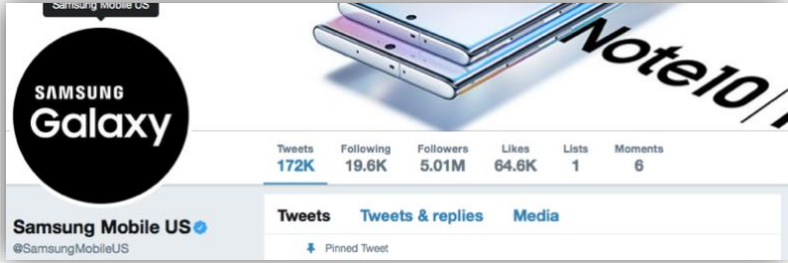 Samsung Mobile US
SAMSUNG
Galaxy
Note10
Tweets Following Followers Likes Lists Moments
172K 19.6K 5.01M 64.6K 1 6
Samsung Mobile US
@SamsungMobileUS
Tweets Tweets & replies Media
Pinned Tweet